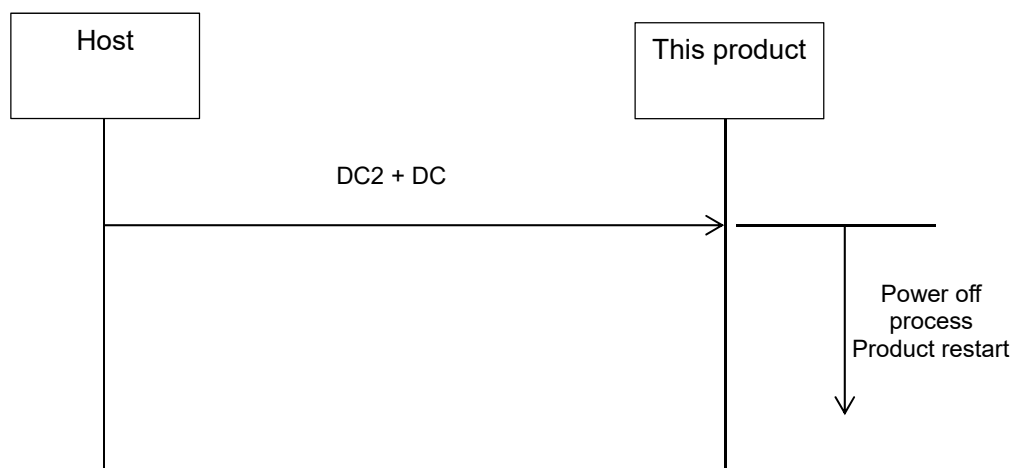 Host
This product
DC2 + DC
Power off
process
Product restart